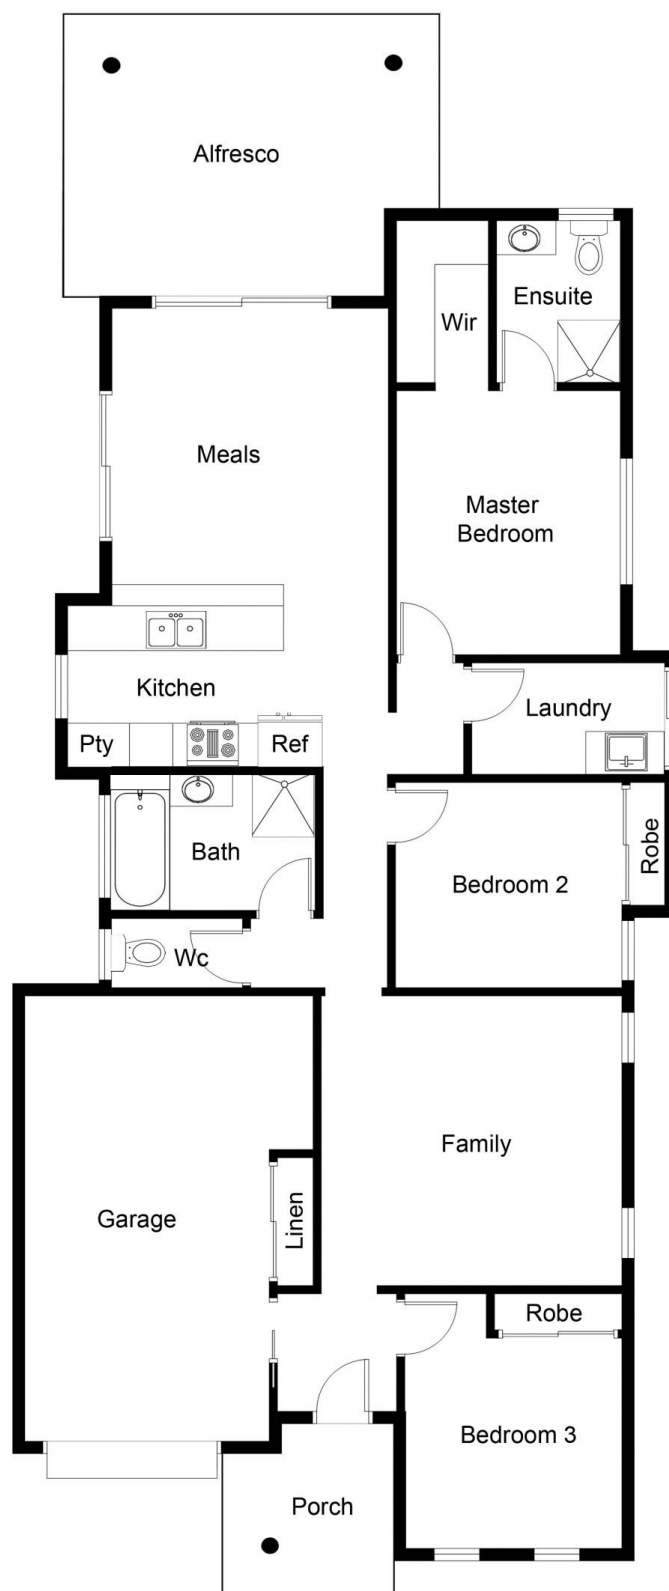 Alfresco
Wir
Ensuite
Meals
Master
Bedroom
Kitchen
Laundry
Pty
Ref
Bath
Bedroom 2
Robe
Wc
Family
Garage
Linen
Robe
Bedroom 3
Porch